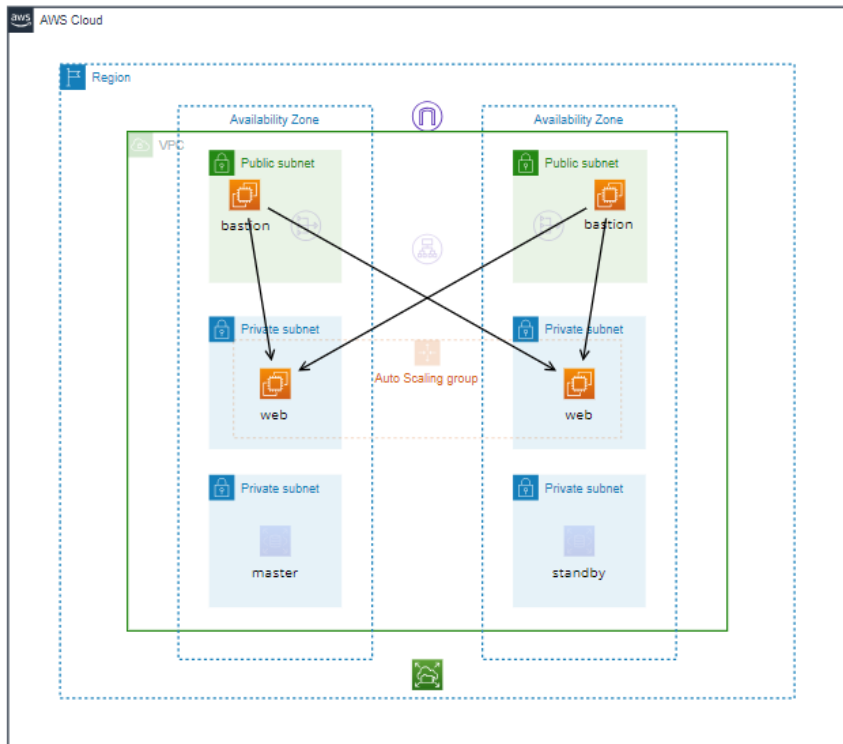 aws AWS Cloud
Region
Availability Zone Availability Zone
VPC
Public subnet Public subnet
bastion bastion
Private subnet Private subnet
Auto Scaling group
web web
Private subnet Private subnet
master standby